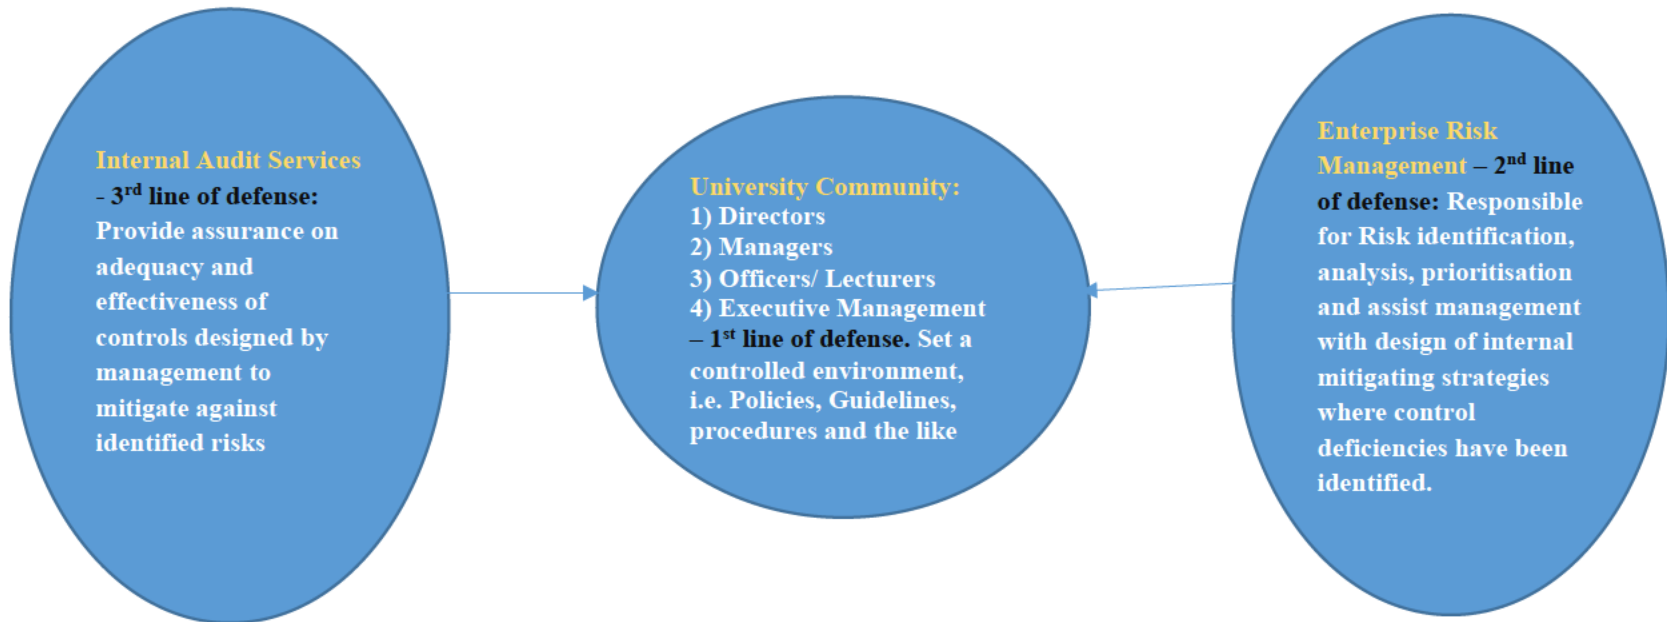 Internal Audit Services
- 3rd line of defense:
Provide assurance on
adequacy and
effectiveness of
controls designed by
management to
mitigate against
identified risks
University Community:
1) Directors
2) Managers
3) Officers/ Lecturers
4) Executive Management
– 1st line of defense. Set a
controlled environment,
i.e. Policies, Guidelines,
procedures and the like
Enterprise Risk
Management – 2nd line
of defense: Responsible
for Risk identification,
analysis, prioritisation
and assist management
with design of internal
mitigating strategies
where control
deficiencies have been
identified.